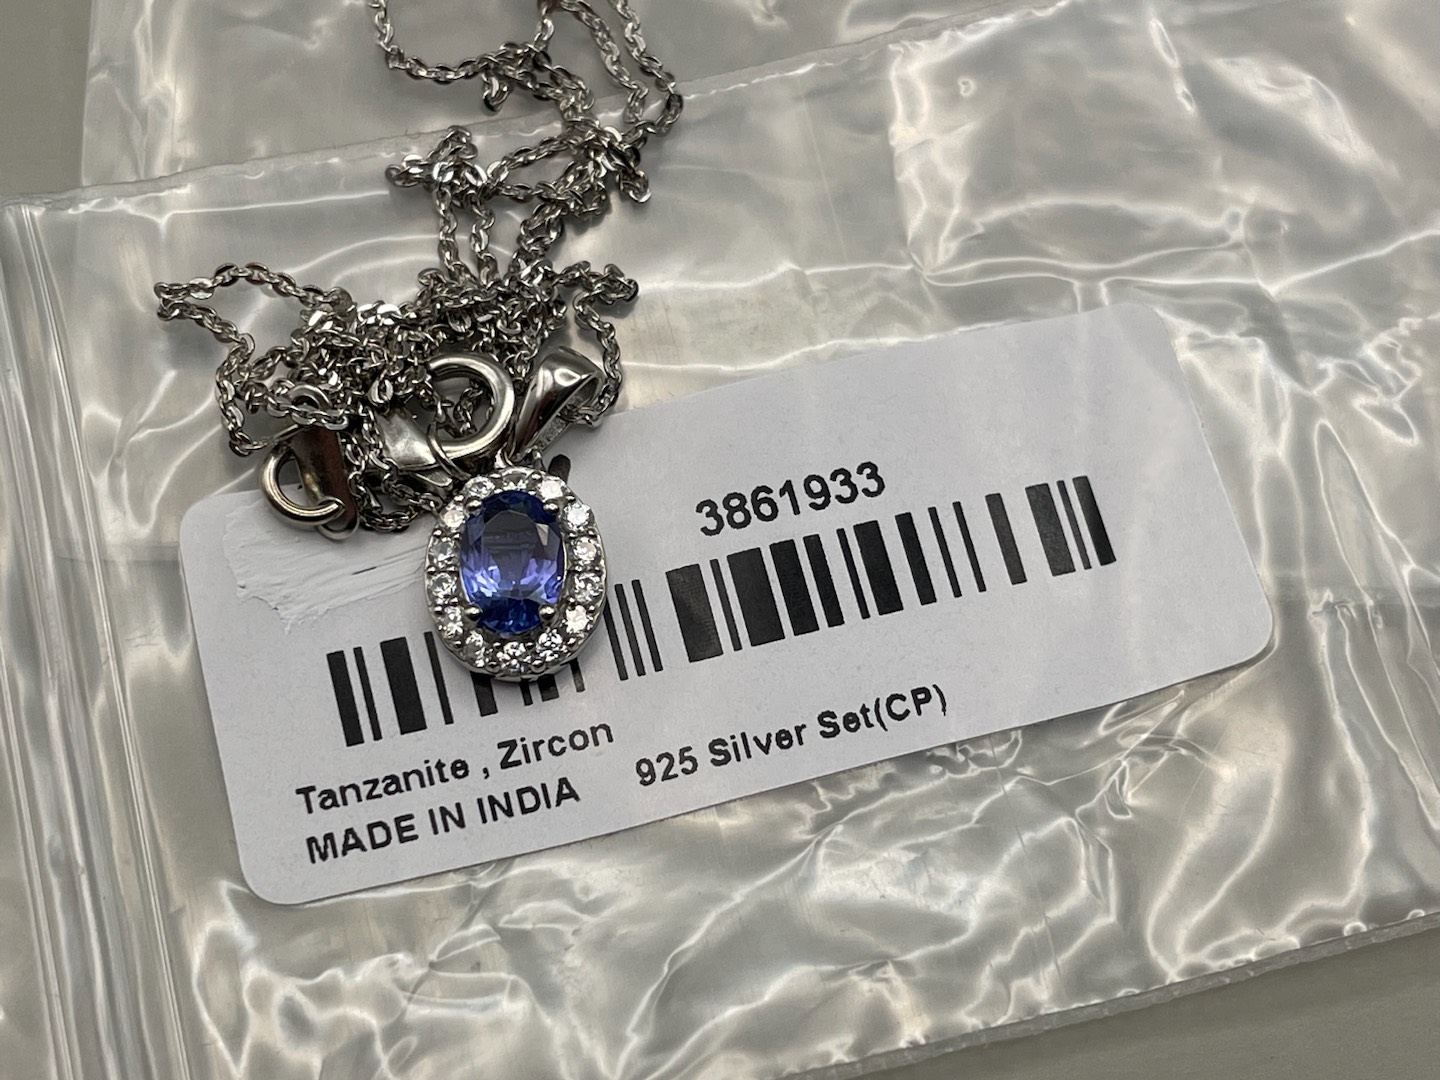 3861933
Tanzanite , Zircon
925 Silver Set(CP)
MADE IN INDIA